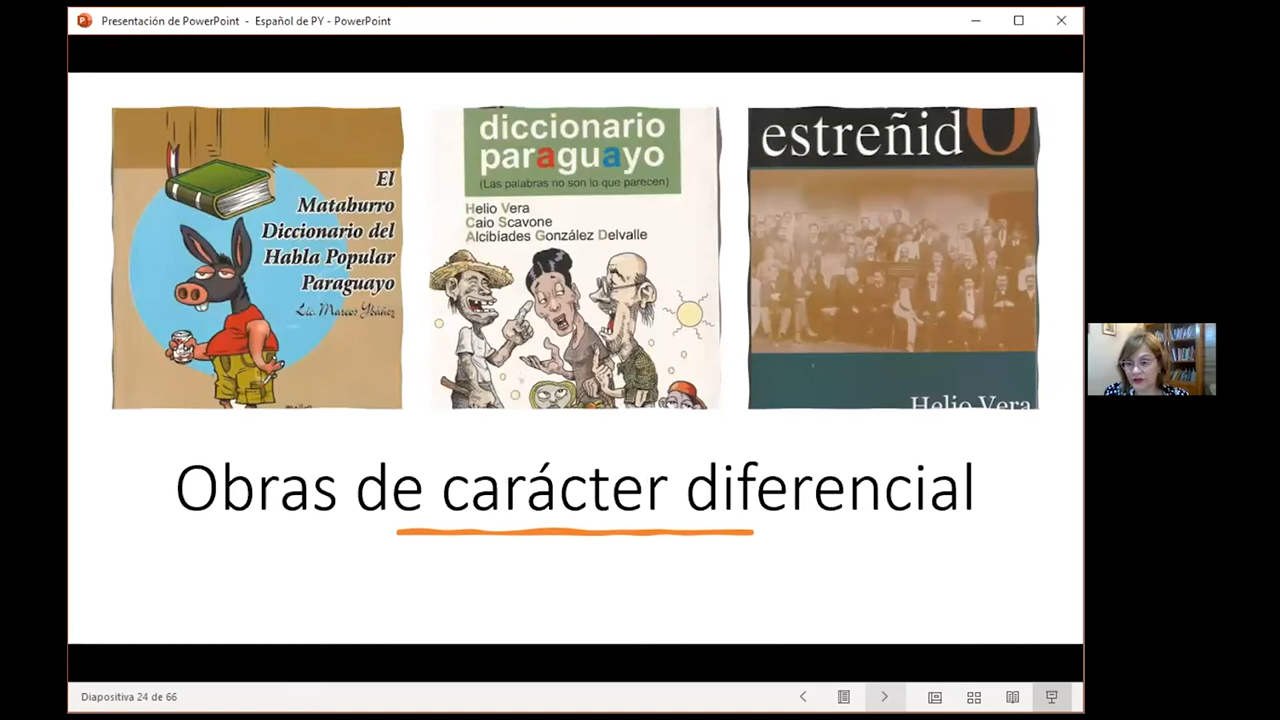 Presentación de PowerPoint - Español de PY - PowerPoint
El
Mataburro
Diccionario del
Habla Popular
Paraguayo
Lic. Marcos Ybáñez
diccionario
paraguayo
(Las palabras no son lo que parecen)
Helio Vera
Caio Scavone
Alcibiades González Delvalle
estreñidO
Helio Vera
Obras de carácter diferencial
Diapositiva 24 de 66